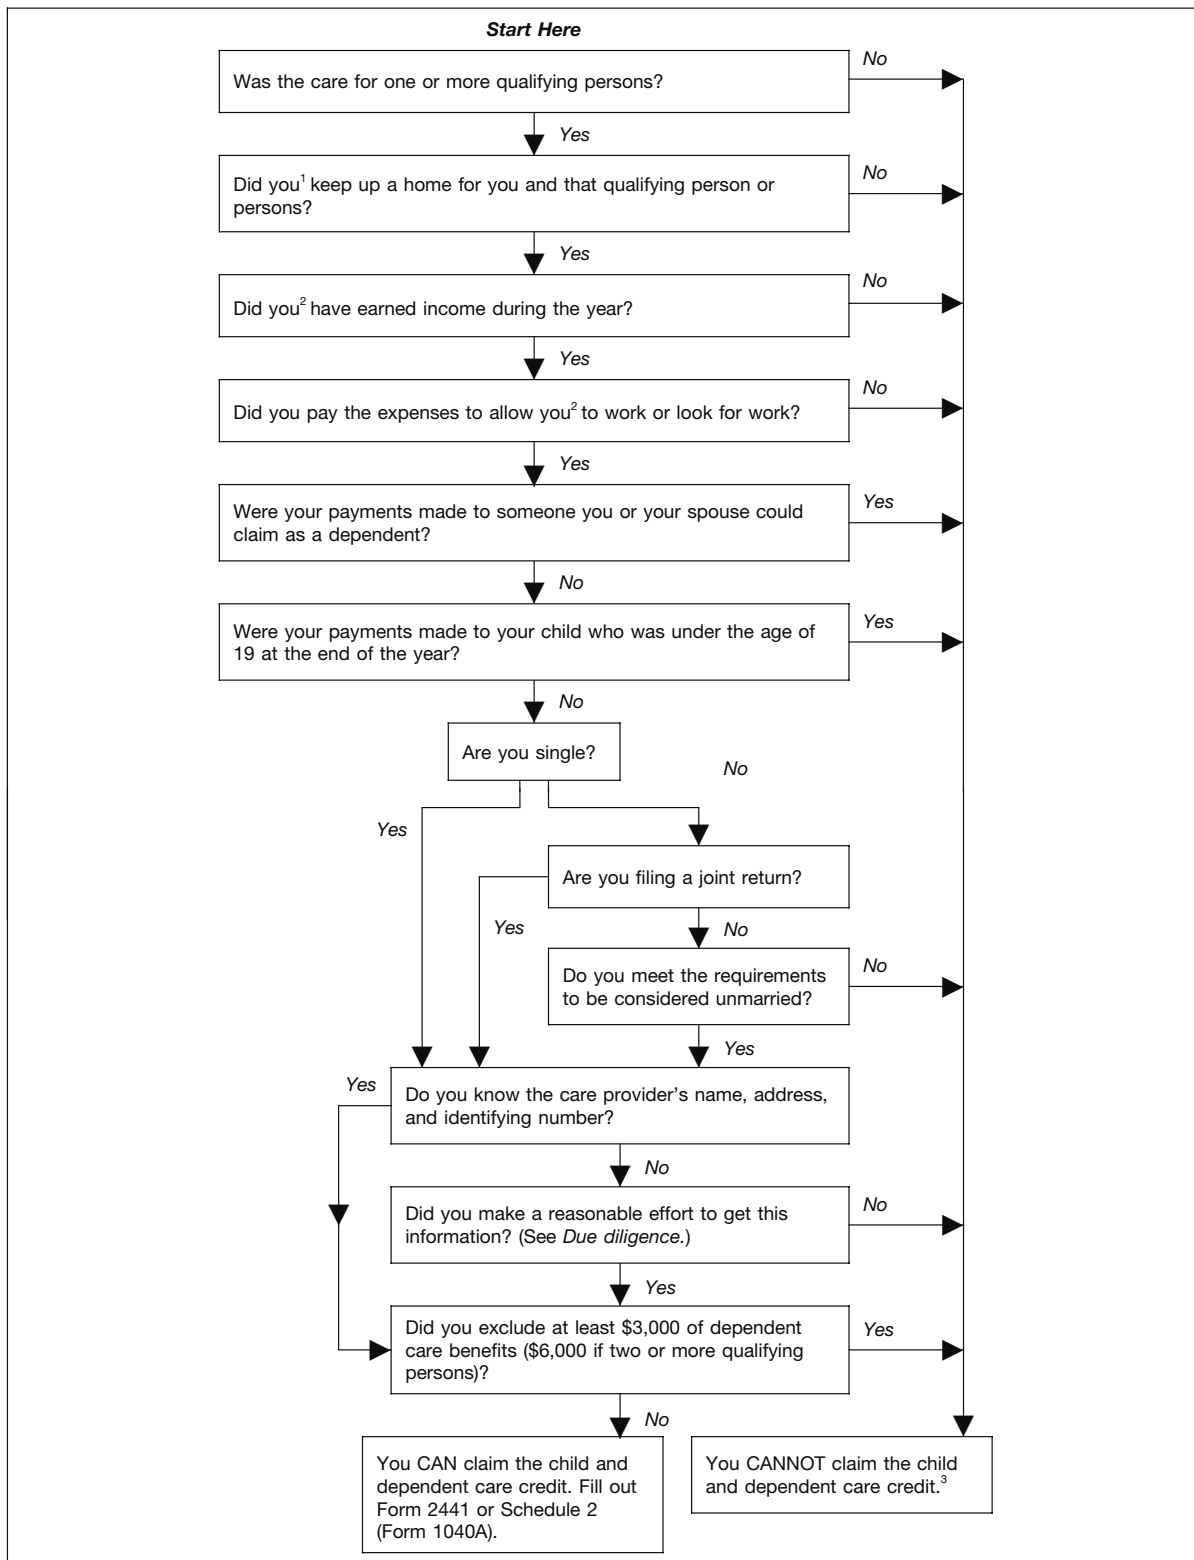 Start Here
Was the care for one or more qualifying persons?
No
Yes
Did you1 keep up a home for you and that qualifying person or
persons?
No
Yes
Did you2 have earned income during the year?
No
Yes
Did you pay the expenses to allow you2 to work or look for work?
No
Yes
Were your payments made to someone you or your spouse could
claim as a dependent?
Yes
No
Were your payments made to your child who was under the age of
19 at the end of the year?
Yes
No
Are you single?
No
Yes
Are you filing a joint return?
Yes
No
Do you meet the requirements
to be considered unmarried?
No
Yes
Do you know the care provider's name, address,
and identifying number?
Yes
No
Did you make a reasonable effort to get this
information? (See Due diligence.)
No
Yes
Did you exclude at least $3,000 of dependent
care benefits ($6,000 if two or more qualifying
persons)?
Yes
No
You CAN claim the child and
dependent care credit. Fill out
Form 2441 or Schedule 2
(Form 1040A).
You CANNOT claim the child
and dependent care credit.3